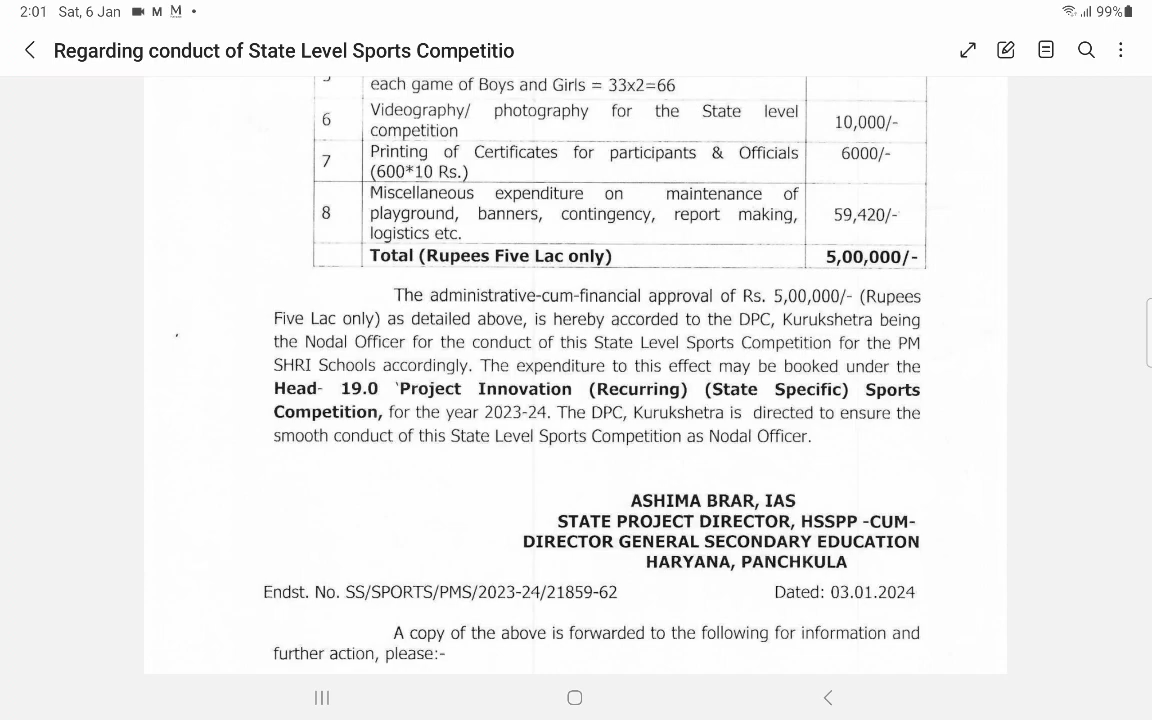 2:01 Sat, 6 Jan M M • 99%
Regarding conduct of State Level Sports Competitio
each game of Boys and Girls = 33x2=66
6 Videography/ photography for the State level
competition 10,000/-
7 Printing of Certificates for participants & Officials 6000/-
(600*10 Rs.)
Miscellaneous expenditure on maintenance of
8 playground, banners, contingency, report making, 59,420/-
logistics etc.
Total (Rupees Five Lac only) 5,00,000/-
The administrative-cum-financial approval of Rs. 5,00,000/- (Rupees
Five Lac only) as detailed above, is hereby accorded to the DPC, Kurukshetra being
the Nodal Officer for the conduct of this State Level Sports Competition for the PM
SHRI Schools accordingly. The expenditure to this effect may be booked under the
Head- 19.0 ‵Project Innovation (Recurring) (State Specific) Sports
Competition, for the year 2023-24. The DPC, Kurukshetra is directed to ensure the
smooth conduct of this State Level Sports Competition as Nodal Officer.
ASHIMA BRAR, IAS
STATE PROJECT DIRECTOR, HSSPP -CUM-
DIRECTOR GENERAL SECONDARY EDUCATION
HARYANA, PANCHKULA
Endst. No. SS/SPORTS/PMS/2023-24/21859-62 Dated: 03.01.2024
A copy of the above is forwarded to the following for information and
further action, please:-